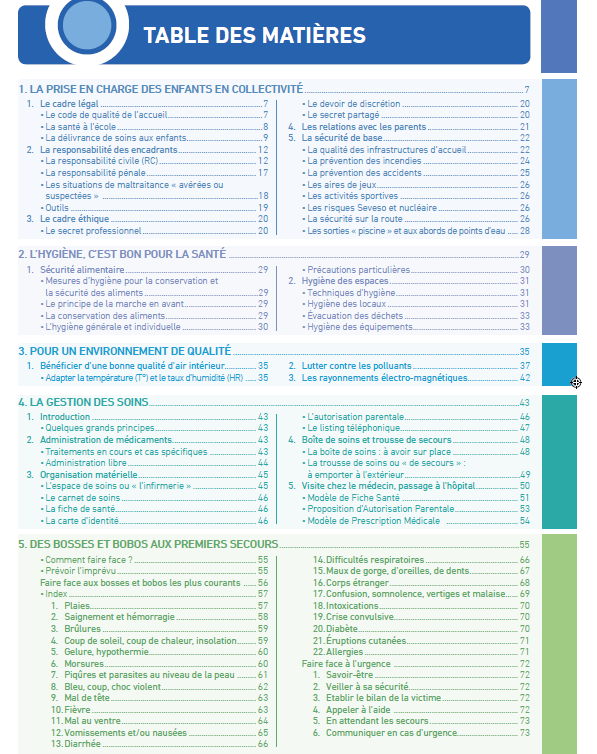 TABLE DES MATIÈRES
1. LA PRISE EN CHARGE DES ENFANTS EN COLLECTIVITÉ 7
1. Le cadre légal 7
• Le code de qualité de l'accueil 7
• La santé à l'école 8
• La délivrance de soins aux enfants 9
2. La responsabilité des encadrants 12
• La responsabilité civile (RC) 12
• La responsabilité pénale 17
• Les situations de maltraitance « avérées ou
suspectées » 18
• Outils 19
3. Le cadre éthique 20
• Le secret professionnel 20
• Le devoir de discrétion 20
• Le secret partagé 20
4. Les relations avec les parents 21
5. La sécurité de base 22
• La qualité des infrastructures d'accueil 22
• La prévention des incendies 24
• La prévention des accidents 25
• Les aires de jeux 26
• Les activités sportives 26
• Les risques Seveso et nucléaire 26
• La sécurité sur la route 26
• Les sorties « piscine » et aux abords de points d'eau 28
2. L'HYGIÈNE, C'EST BON POUR LA SANTÉ 29
1. Sécurité alimentaire 29
• Mesures d'hygiène pour la conservation et
la sécurité des aliments 29
• Le principe de la marche en avant 29
• La conservation des aliments 29
• L'hygiène générale et individuelle 30
• Précautions particulières 30
2. Hygiène des espaces 31
• Techniques d'hygiène 31
• Hygiène des locaux 31
• Évacuation des déchets 33
• Hygiène des équipements 33
3. POUR UN ENVIRONEMENT DE QUALITÉ 35
1. Bénéficier d'une bonne qualité d'air intérieur 35
• Adapter la température (T°) et le taux d'humidité (HR) 35
2. Lutter contre les polluants 37
3. Les rayonnements électro-magnétiques 42
4. LA GESTION DES SOINS 43
1. Introduction 43
• Quelques grands principes 43
2. Administration de médicaments 43
• Traitements en cours et cas spécifiques 43
• Administration libre 44
3. Organisation matérielle 45
• L'espace de soins ou « l'infirmerie » 45
• Le carnet de soins 46
• La fiche de santé 46
• La carte d'identité 46
• L'autorisation parentale 46
• Le listing téléphonique 47
4. Boîte de soins et trousse de secours 48
• La boîte de soins : à avoir sur place 48
• La trousse de soins ou « de secours » :
à emporter à l'extérieur 49
5. Visite chez le médecin, passage à l'hôpital 50
• Modèle de Fiche Santé 51
• Proposition d'Autorisation Parentale 53
• Modèle de Prescription Médicale 54
5. DES BOSSES ET BOBOS AUX PREMIERS SECOURS 55
• Comment faire face ? 55
• Prévoir l'imprévu 55
Faire face aux bosses et bobos les plus courants 56
• Index 57
1. Plaies 57
2. Saignement et hémorragie 58
3. Brûlures 59
4. Coup de soleil, coup de chaleur, insolation 59
5. Gelure, hypothermie 60
6. Morsures 60
7. Piqûres et parasites au niveau de la peau 61
8. Bleu, coup, choc violent 62
9. Mal de tête 63
10. Fièvre 63
11. Mal au ventre 64
12. Vomissements et/ou nausées 65
13. Diarrhée 66
14. Difficultés respiratoires 66
15. Maux de gorge, d'oreilles, de dents 67
16. Corps étranger 68
17. Confusion, somnolence, vertiges et malaise 69
18. Intoxications 70
19. Crise convulsive 70
20. Diabète 70
21. Éruptions cutanées 71
22. Allergies 71
Faire face à l'urgence 72
1. Savoir-être 72
2. Veiller à sa sécurité 72
3. Etablir le bilan de la victime 72
4. Appeler à l'aide 72
5. En attendant les secours 73
6. Communiquer en cas d'urgence 73